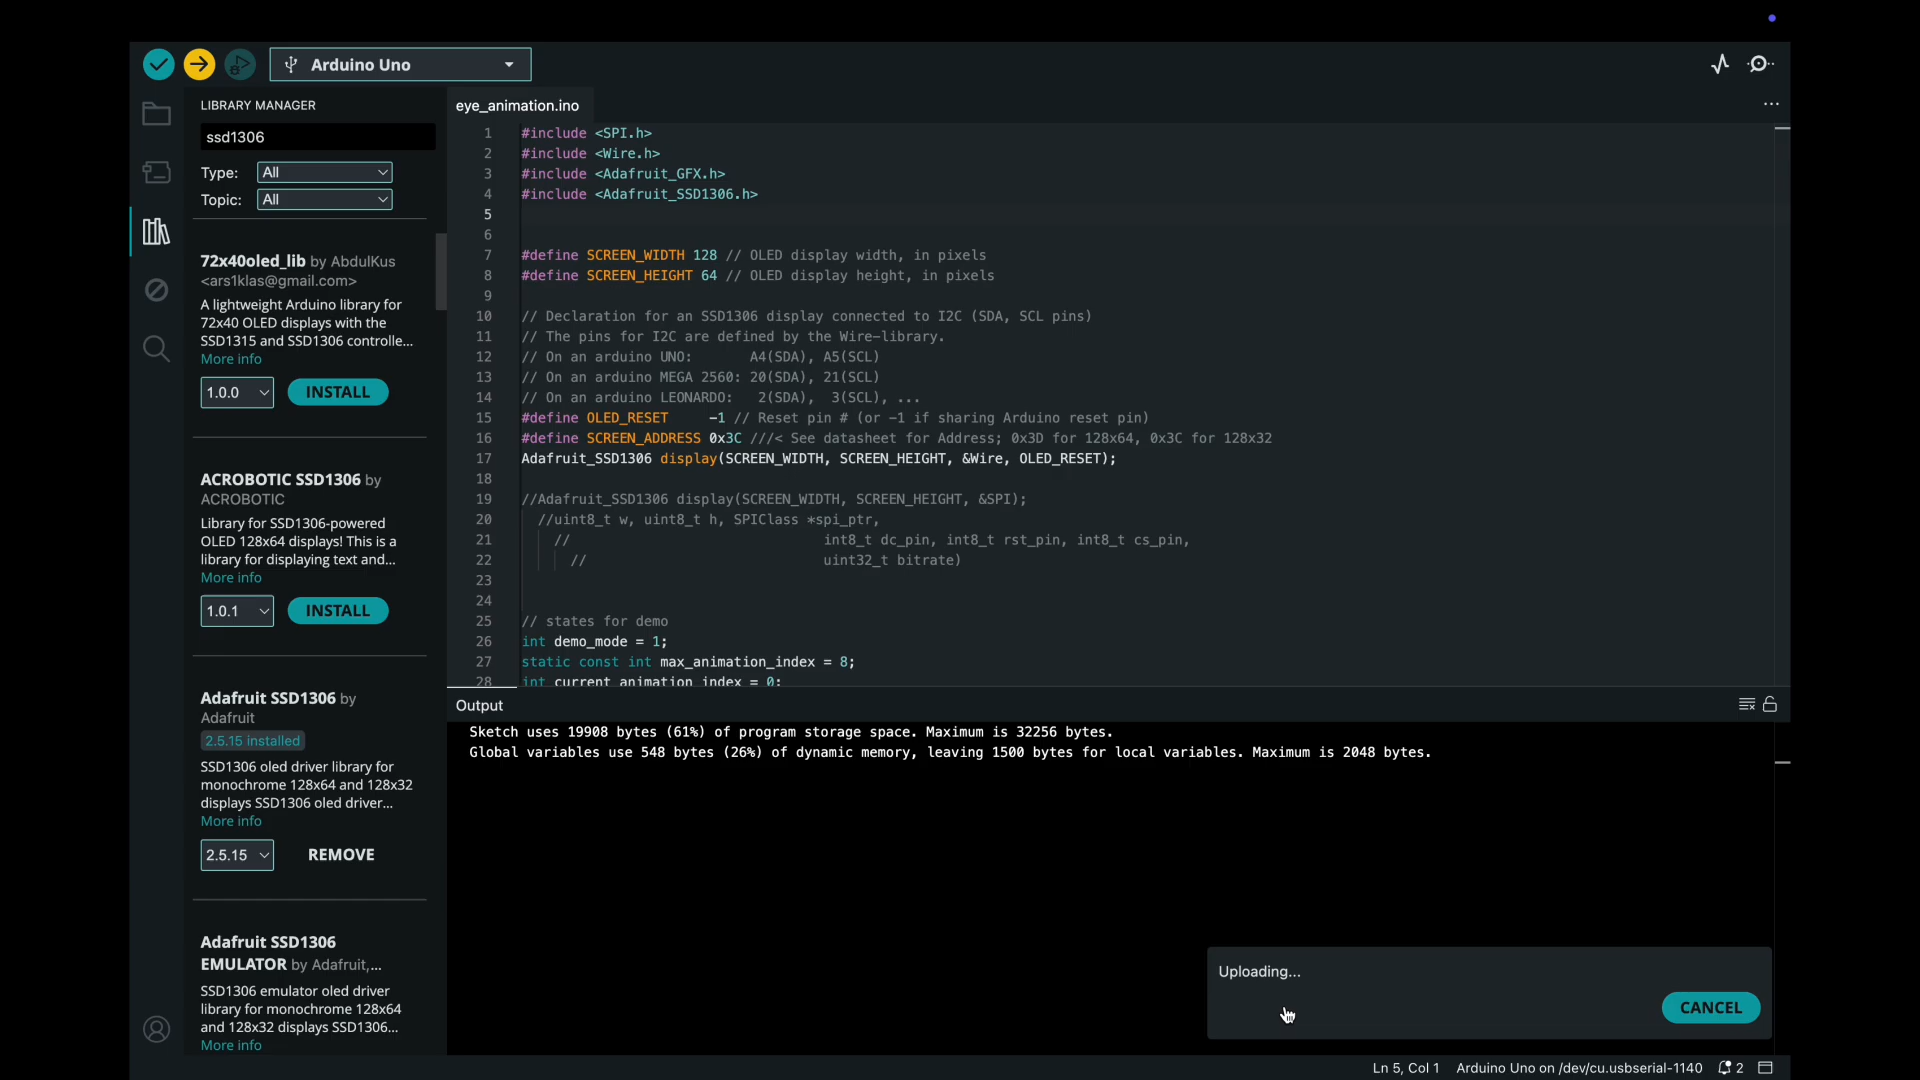 Arduino Uno
LIBRARY MANAGER
ssd1306
Type: All
Topic: All
72x40oled_lib by AbdulKus
<ars1klas@gmail.com>
A lightweight Arduino library for
72x40 OLED displays with the
SSD1315 and SSD1306 controlle...
More info
1.0.0 INSTALL
ACROBOTIC SSD1306 by
ACROBOTIC
Library for SSD1306-powered
OLED 128x64 displays! This is a
library for displaying text and...
More info
1.0.1 INSTALL
Adafruit SSD1306 by
Adafruit
2.5.15 installed
SSD1306 oled driver library for
monochrome 128x64 and 128x32
displays SSD1306 oled driver...
More info
2.5.15 REMOVE
Adafruit SSD1306
EMULATOR by Adafruit,...
SSD1306 emulator oled driver
library for monochrome 128x64
and 128x32 displays SSD1306...
More info
eye_animation.ino
1 #include <SPI.h>
2 #include <Wire.h>
3 #include <Adafruit_GFX.h>
4 #include <Adafruit_SSD1306.h>
5
6
7 #define SCREEN_WIDTH 128 // OLED display width, in pixels
8 #define SCREEN_HEIGHT 64 // OLED display height, in pixels
9
10 // Declaration for an SSD1306 display connected to I2C (SDA, SCL pins)
11 // The pins for I2C are defined by the Wire-library.
12 // On an arduino UNO:       A4(SDA), A5(SCL)
13 // On an arduino MEGA 2560: 20(SDA), 21(SCL)
14 // On an arduino LEONARDO:   2(SDA),  3(SCL), ...
15 #define OLED_RESET     -1 // Reset pin # (or -1 if sharing Arduino reset pin)
16 #define SCREEN_ADDRESS 0x3C ///< See datasheet for Address; 0x3D for 128x64, 0x3C for 128x32
17 Adafruit_SSD1306 display(SCREEN_WIDTH, SCREEN_HEIGHT, &Wire, OLED_RESET);
18
19 //Adafruit_SSD1306 display(SCREEN_WIDTH, SCREEN_HEIGHT, &SPI);
20 //uint8_t w, uint8_t h, SPIClass *spi_ptr,
21 // int8_t dc_pin, int8_t rst_pin, int8_t cs_pin,
22 // uint32_t bitrate)
23
24
25 // states for demo
26 int demo_mode = 1;
27 static const int max_animation_index = 8;
28 int current_animation_index = 0;
Output
Sketch uses 19908 bytes (61%) of program storage space. Maximum is 32256 bytes.
Global variables use 548 bytes (26%) of dynamic memory, leaving 1500 bytes for local variables. Maximum is 2048 bytes.
Uploading...
CANCEL
Ln 5, Col 1 Arduino Uno on /dev/cu.usbserial-1140 2